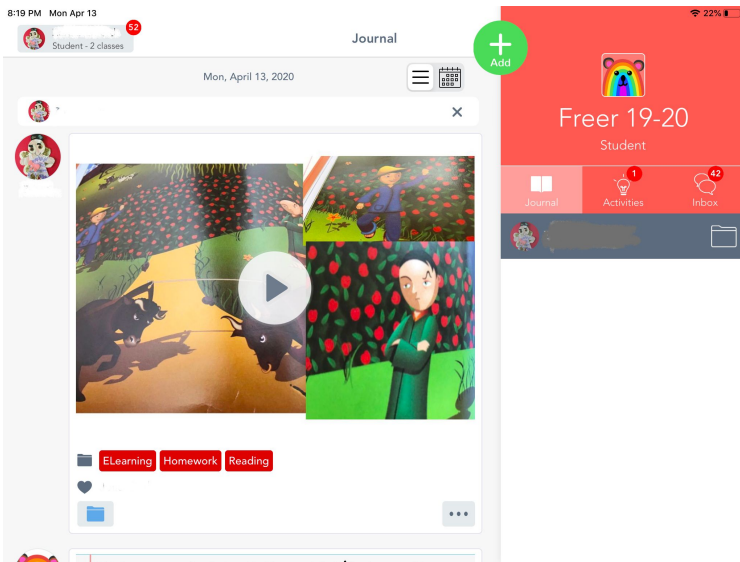 8:19 PM Mon Apr 13
22%
52
Student - 2 classes
Journal
Add
Mon, April 13, 2020
Freer 19-20
Student
Journal
1
Activities
42
Inbox
ELearning Homework Reading